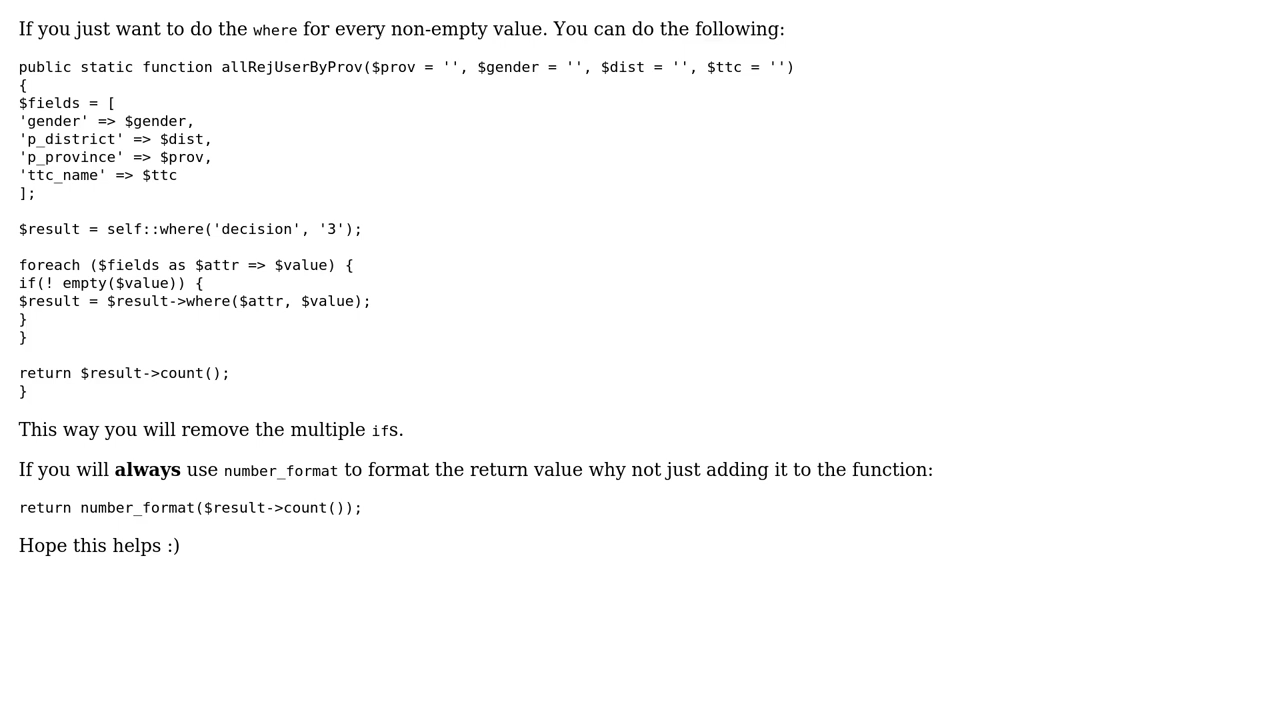 If you just want to do the where for every non-empty value. You can do the following:
public static function allRejUserByProv($prov = '', $gender = '', $dist = '', $ttc = '')
{
$fields = [
'gender' => $gender,
'p_district' => $dist,
'p_province' => $prov,
'ttc_name' => $ttc
];
$result = self::where('decision', '3');
foreach ($fields as $attr => $value) {
if(! empty($value)) {
$result = $result->where($attr, $value);
}
}
return $result->count();
}
This way you will remove the multiple ifs.
If you will always use number_format to format the return value why not just adding it to the function:
return number_format($result->count());
Hope this helps :)